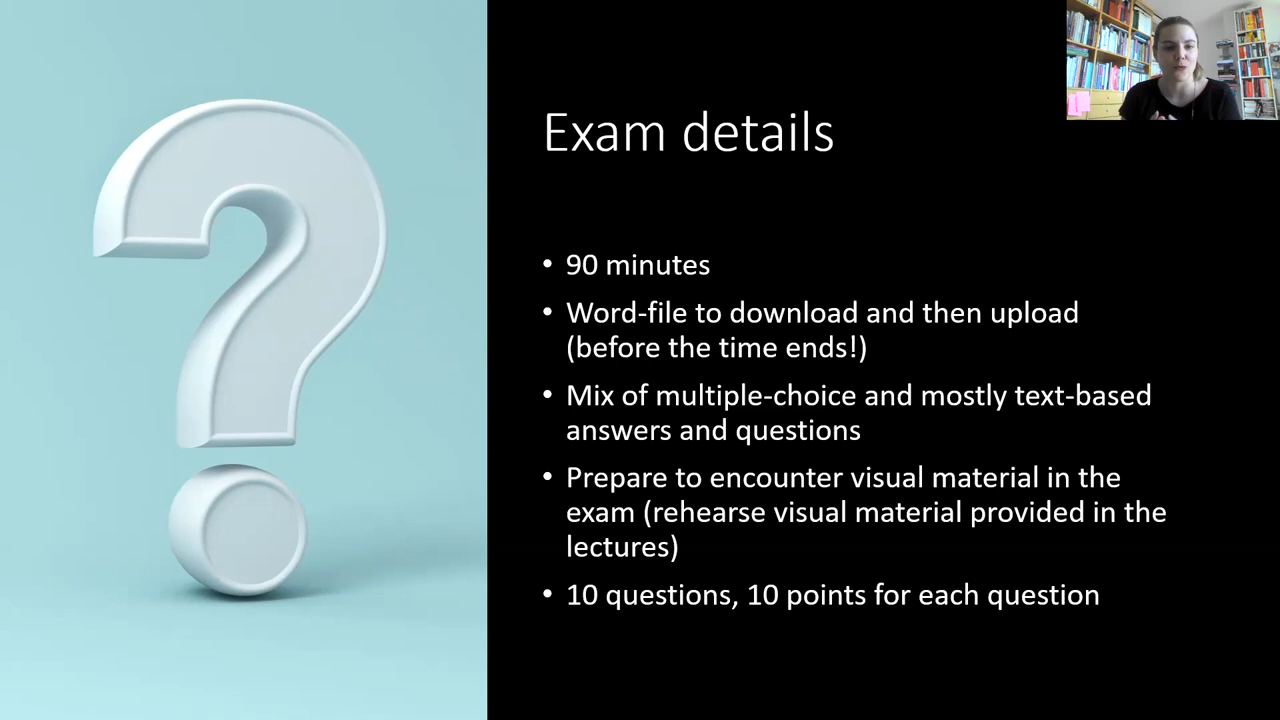 Exam details
• 90 minutes
• Word-file to download and then upload
(before the time ends!)
• Mix of multiple-choice and mostly text-based
answers and questions
• Prepare to encounter visual material in the
exam (rehearse visual material provided in the
lectures)
• 10 questions, 10 points for each question